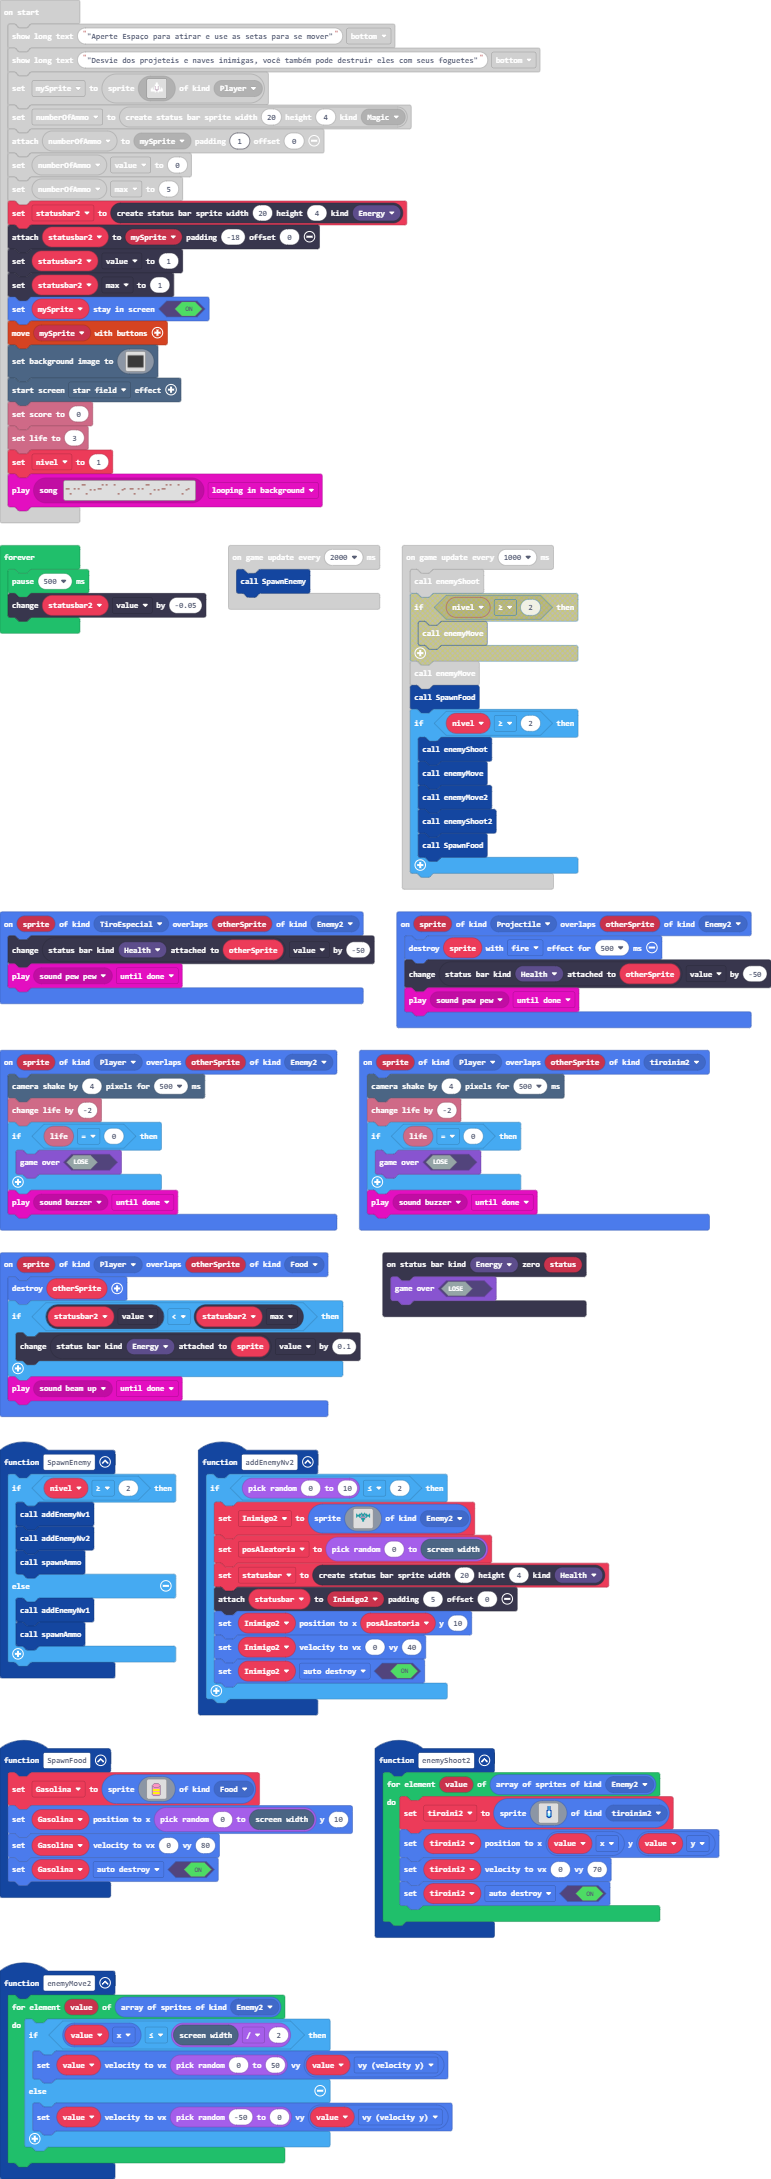 on start
show long text "Aperte Espaço para atirar e use as setas para se mover" bottom
show long text "Desvie dos projeteis e naves inimigas, você também pode destruir eles com seus foguetes" bottom
set mySprite to sprite of kind Player
set numberOfAmmo to create status bar sprite width 20 height 4 kind Magic
attach numberOfAmmo to mySprite padding 1 offset 0
set numberOfAmmo value to 0
set numberOfAmmo max to 5
set statusbar2 to create status bar sprite width 20 height 4 kind Energy
attach statusbar2 to mySprite padding -18 offset 0
set statusbar2 value to 1
set statusbar2 max to 1
set mySprite stay in screen ON
move mySprite with buttons
set background image to
start screen star field effect
set score to 0
set life to 3
set nivel to 1
play song looping in background
forever
pause 500 ms
change statusbar2 value by -0.05
on game update every 2000 ms
call SpawnEnemy
on game update every 1000 ms
call enemyShoot
if nivel ≥ 2 then
call enemyMove
call enemyMove
call SpawnFood
if nivel ≥ 2 then
call enemyShoot
call enemyMove
call enemyMove2
call enemyShoot2
call SpawnFood
on sprite of kind TiroEspecial overlaps otherSprite of kind Enemy2
change status bar kind Health attached to otherSprite value by -50
play sound pew pew until done
on sprite of kind Projectile overlaps otherSprite of kind Enemy2
destroy sprite with fire effect for 500 ms
change status bar kind Health attached to otherSprite value by -50
play sound pew pew until done
on sprite of kind Player overlaps otherSprite of kind Enemy2
camera shake by 4 pixels for 500 ms
change life by -2
if life = 0 then
game over LOSE
play sound buzzer until done
on sprite of kind Player overlaps otherSprite of kind tiroinim2
camera shake by 4 pixels for 500 ms
change life by -2
if life = 0 then
game over LOSE
play sound buzzer until done
on sprite of kind Player overlaps otherSprite of kind Food
destroy otherSprite
if statusbar2 value < statusbar2 max then
change status bar kind Energy attached to sprite value by 0.1
play sound beam up until done
on status bar kind Energy zero status
game over LOSE
function SpawnEnemy
if nivel ≥ 2 then
call addEnemyNv1
call addEnemyNv2
call spawnAmmo
else
call addEnemyNv1
call spawnAmmo
function addEnemyNv2
if pick random 0 to 10 ≤ 2 then
set Inimigo2 to sprite of kind Enemy2
set posAleatoria to pick random 0 to screen width
set statusbar to create status bar sprite width 20 height 4 kind Health
attach statusbar to Inimigo2 padding 5 offset 0
set Inimigo2 position to x posAleatoria y 10
set Inimigo2 velocity to vx 0 vy 40
set Inimigo2 auto destroy ON
function SpawnFood
set Gasolina to sprite of kind Food
set Gasolina position to x pick random 0 to screen width y 10
set Gasolina velocity to vx 0 vy 80
set Gasolina auto destroy ON
function enemyShoot2
for element value of array of sprites of kind Enemy2
do
set tiroini2 to sprite of kind tiroinim2
set tiroini2 position to x value x y value y
set tiroini2 velocity to vx 0 vy 70
set tiroini2 auto destroy ON
function enemyMove2
for element value of array of sprites of kind Enemy2
do
if value x ≤ screen width / 2 then
set value velocity to vx pick random 0 to 50 vy value vy (velocity y)
else
set value velocity to vx pick random -50 to 0 vy value vy (velocity y)